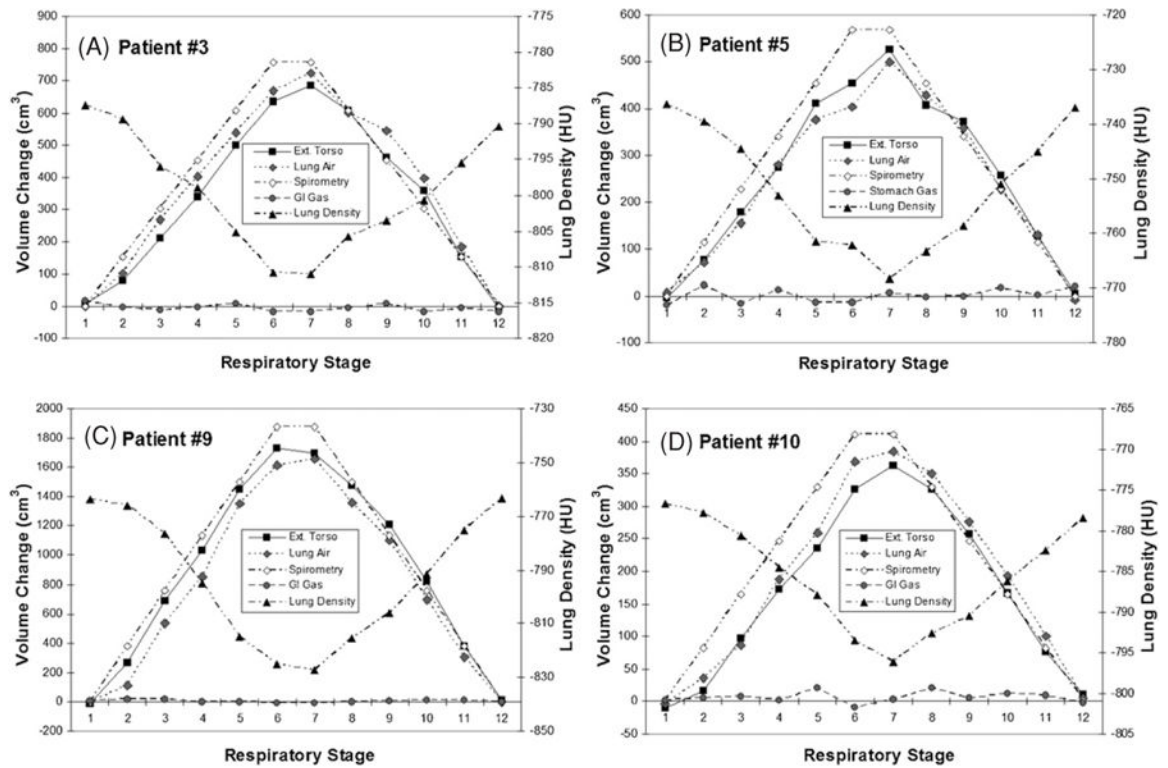 (A) Patient #3
Volume Change (cm³)
900
800
700
600
500
400
300
200
100
0
-100
1 2 3 4 5 6 7 8 9 10 11 12
Respiratory Stage
Ext. Torso
Lung Air
Spirometry
GI Gas
Lung Density
-775
-780
-785
-790
-795
-800
-805
-810
-815
-820
Lung Density (HU)
(B) Patient #5
Volume Change (cm³)
600
500
400
300
200
100
0
-100
1 2 3 4 5 6 7 8 9 10 11 12
Respiratory Stage
Ext. Torso
Lung Air
Spirometry
Stomach Gas
Lung Density
-720
-730
-740
-750
-760
-770
-780
Lung Density (HU)
(C) Patient #9
Volume Change (cm³)
2000
1800
1600
1400
1200
1000
800
600
400
200
0
-200
1 2 3 4 5 6 7 8 9 10 11 12
Respiratory Stage
Ext. Torso
Lung Air
Spirometry
GI Gas
Lung Density
-730
-750
-770
-790
-810
-830
-850
Lung Density (HU)
(D) Patient #10
Volume Change (cm³)
450
400
350
300
250
200
150
100
50
0
-50
1 2 3 4 5 6 7 8 9 10 11 12
Respiratory Stage
Ext. Torso
Lung Air
Spirometry
GI Gas
Lung Density
-765
-770
-775
-780
-785
-790
-795
-800
-805
Lung Density (HU)